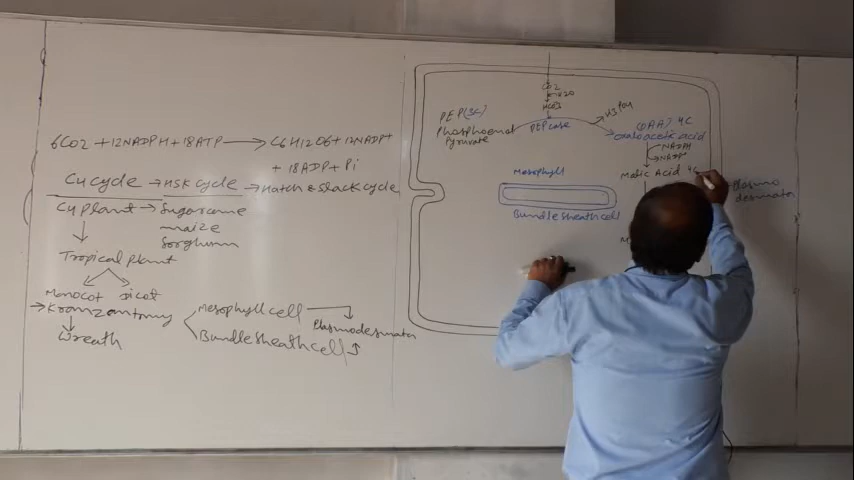 6CO2 + 12NADPH + 18ATP → C6H12O6 + 12NADP+
+ 18ADP + Pi
C4 cycle → HSK cycle → Hatch & Slack cycle
C4 Plant → Sugarcane
maize
Sorghum
Tropical plant
Monocot Dicot
→ Kranz antomy
Wreath
Mesophyll cell
Plasmodesmata
Bundle Sheath cell
CO2
H2O
HCO3
PEP(3C)
Phosphoenol
Pyruvate
PEPcase
H3PO4
(OAA) 4C
oxaloacetic acid
NADPH
NADP+
Malic Acid 4C
Plasmo
desmata
Mesophyll
Bundle Sheath cell